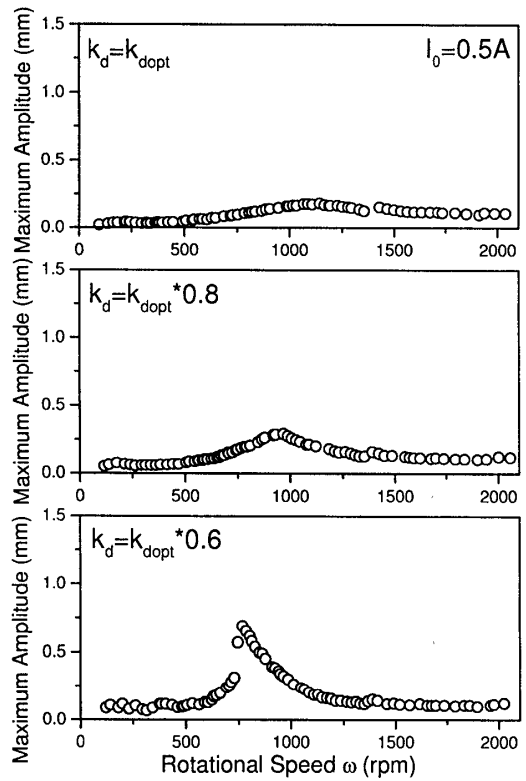 Maximum Amplitude (mm)
1.5
1.0
0.5
0.0
k_d=k_dopt
I_0=0.5A
0 500 1000 1500 2000
Maximum Amplitude (mm)
1.5
1.0
0.5
0.0
k_d=k_dopt*0.8
0 500 1000 1500 2000
Maximum Amplitude (mm)
1.5
1.0
0.5
0.0
k_d=k_dopt*0.6
0 500 1000 1500 2000
Rotational Speed ω (rpm)